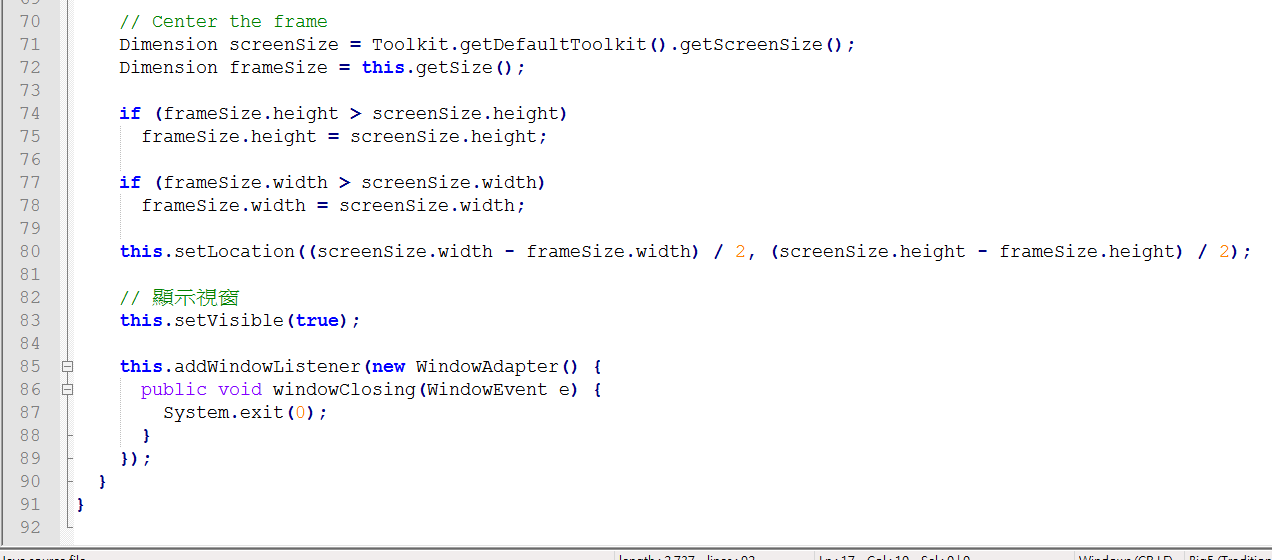 70 // Center the frame
71 Dimension screenSize = Toolkit.getDefaultToolkit().getScreenSize();
72 Dimension frameSize = this.getSize();
73
74 if (frameSize.height > screenSize.height)
75 frameSize.height = screenSize.height;
76
77 if (frameSize.width > screenSize.width)
78 frameSize.width = screenSize.width;
79
80 this.setLocation((screenSize.width - frameSize.width) / 2, (screenSize.height - frameSize.height) / 2);
81
82 // 顯示視窗
83 this.setVisible(true);
84
85 this.addWindowListener(new WindowAdapter() {
86 public void windowClosing(WindowEvent e) {
87 System.exit(0);
88 }
89 });
90 }
91 }
92